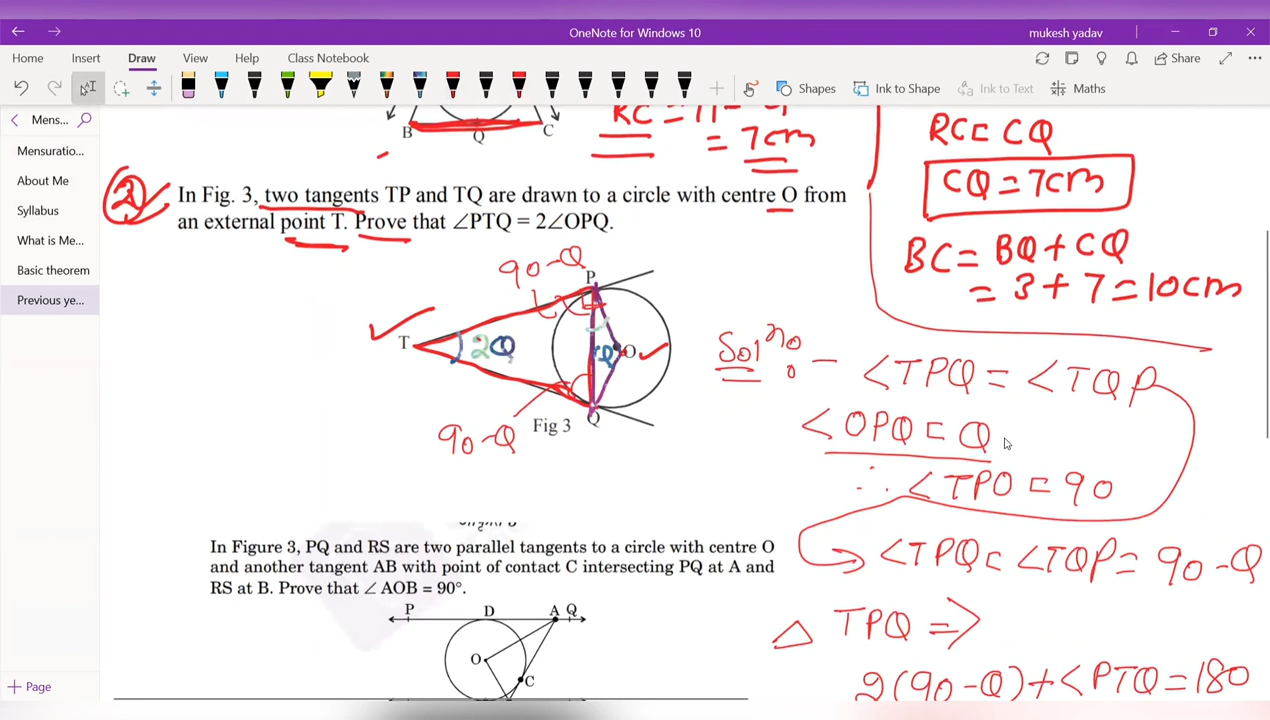 OneNote for Windows 10
mukesh yadav
Home Insert Draw View Help Class Notebook
Share
Shapes Ink to Shape Ink to Text Maths
Mens...
Mensuratio...
About Me
Syllabus
What is Me...
Basic theorem
Previous ye...
Page
B Q C
RC = 11 - 4
= 7cm
RC = CQ
CQ = 7cm
BC = BQ + CQ
= 3 + 7 = 10cm
2
In Fig. 3, two tangents TP and TQ are drawn to a circle with centre O from
an external point T. Prove that ∠PTQ = 2∠OPQ.
90-Q
P
T 2Q Q O
90-Q
Q
Fig 3
Solno: - <TPQ = <TQP
<OPQ = Q
∴ <TPO = 90
<TPQ = <TQP = 90-Q
△ TPQ =>
2(90-Q) + <PTQ = 180
In Figure 3, PQ and RS are two parallel tangents to a circle with centre O
and another tangent AB with point of contact C intersecting PQ at A and
RS at B. Prove that ∠ AOB = 90°.
P D A Q
O
C